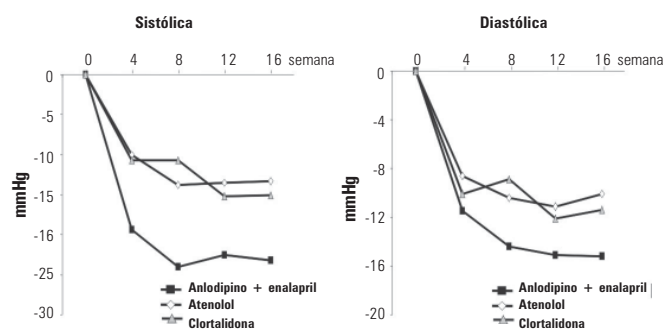 Sistólica
0 4 8 12 16 semana
0
-5
-10
-15
-16
-25
-30
mmHg
Anlodipino + enalapril
Atenolol
Clortalidona
Diastólica
0 4 8 12 16 semana
0
-4
-8
-12
-16
-20
mmHg
Anlodipino + enalapril
Atenolol
Clortalidona